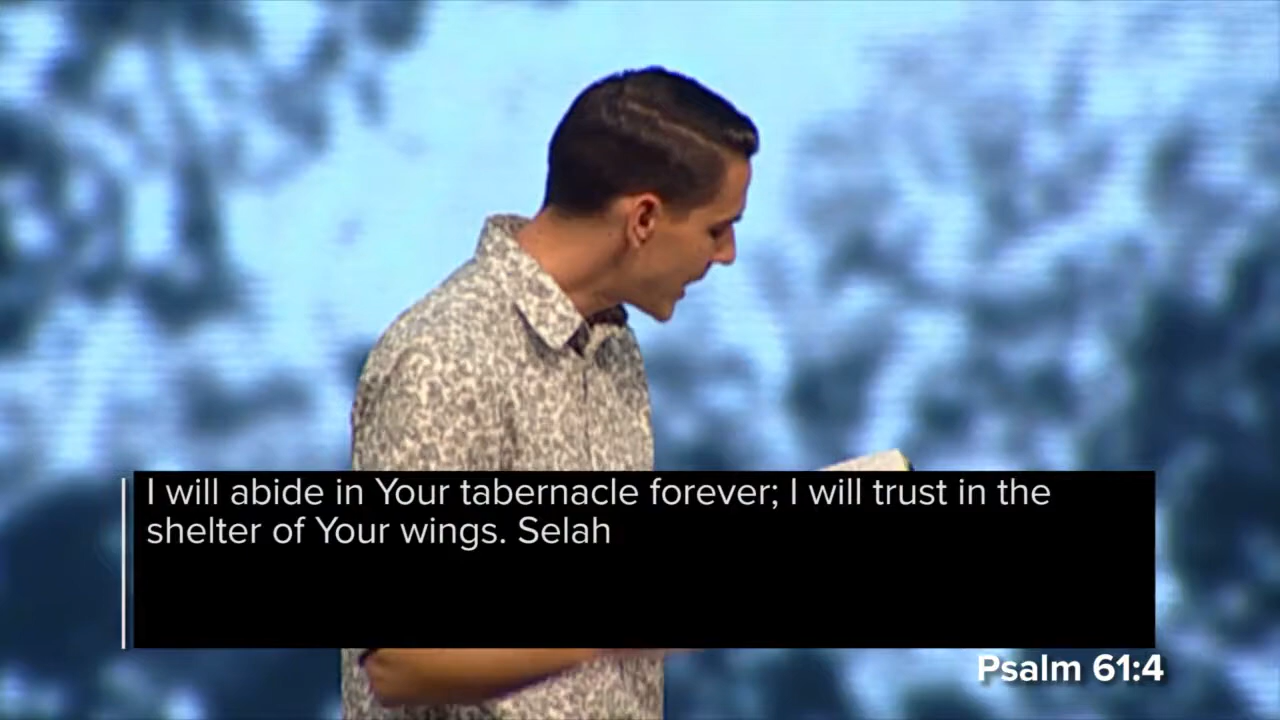 I will abide in Your tabernacle forever; I will trust in the
shelter of Your wings. Selah
Psalm 61:4